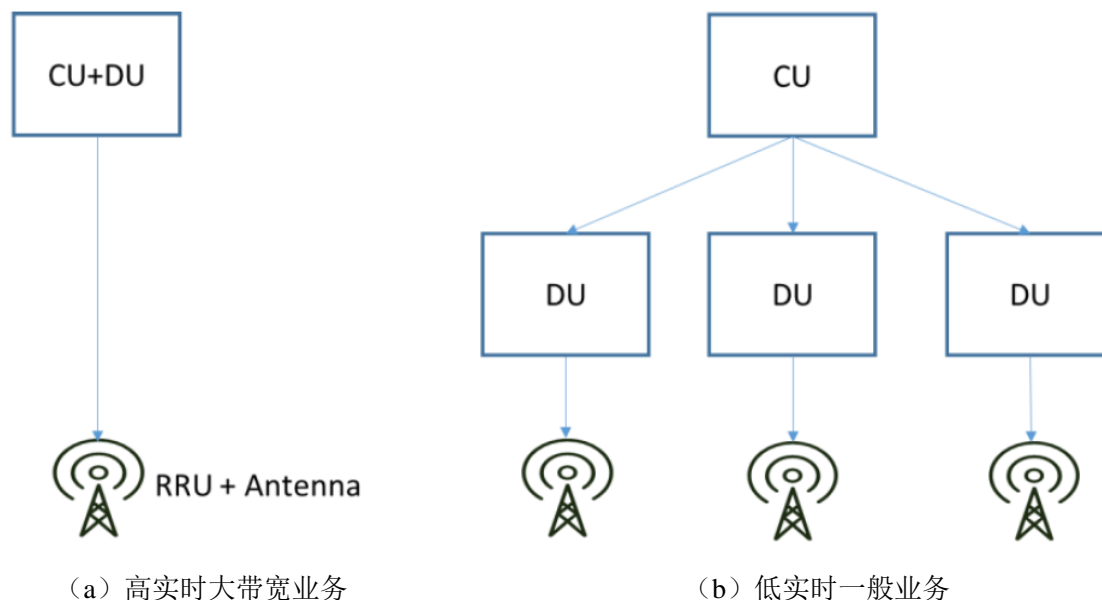 CU+DU
CU
DU
DU
DU
RRU + Antenna
（a）高实时大带宽业务
（b）低实时一般业务